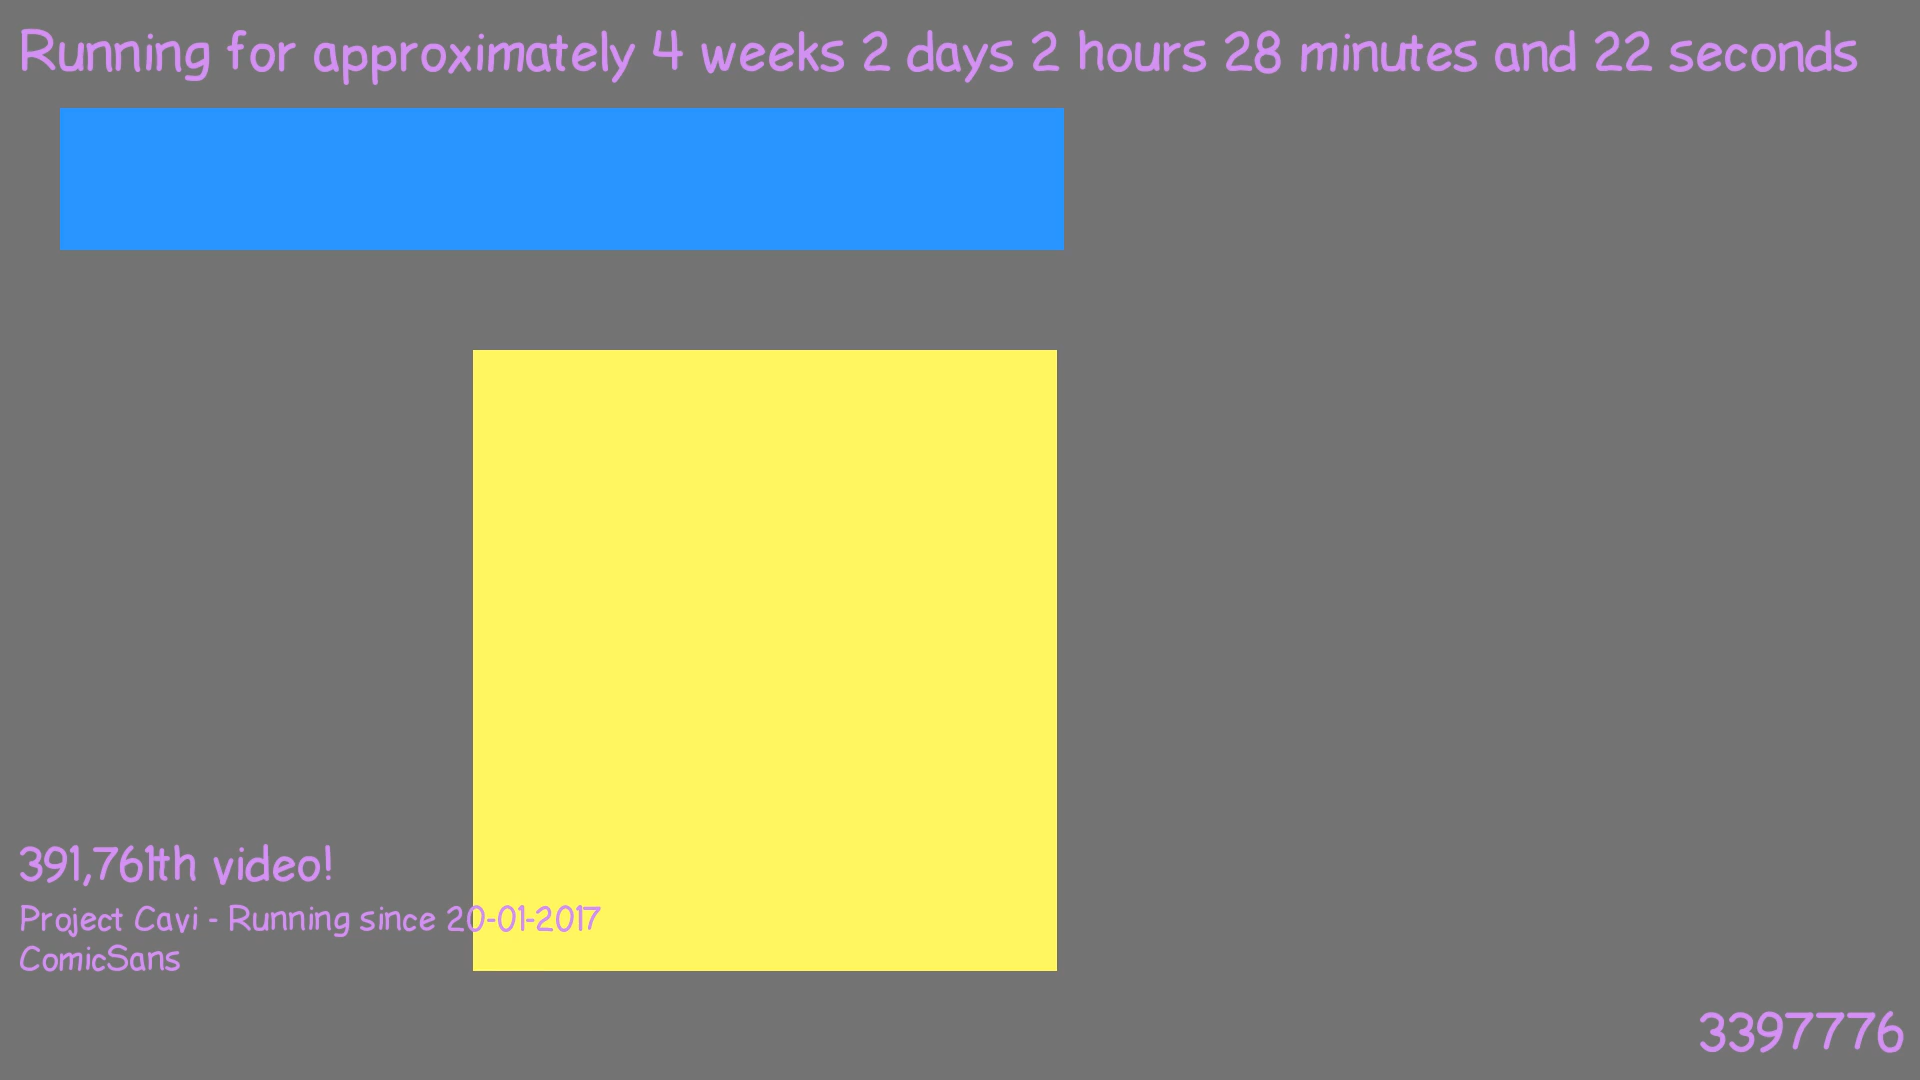 Running for approximately 4 weeks 2 days 2 hours 28 minutes and 22 seconds
391,761th video!
Project Cavi - Running since 20-01-2017
ComicSans
3397776